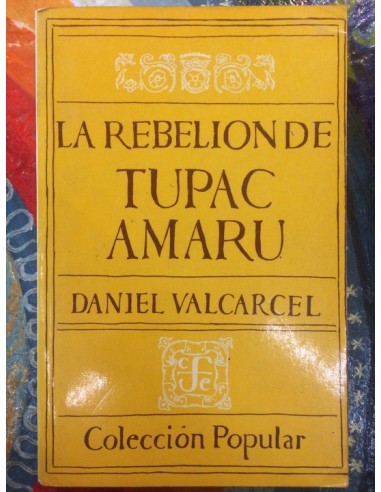 LA REBELION DE
TUPAC
AMARU
DANIEL VALCARCEL
Colección Popular